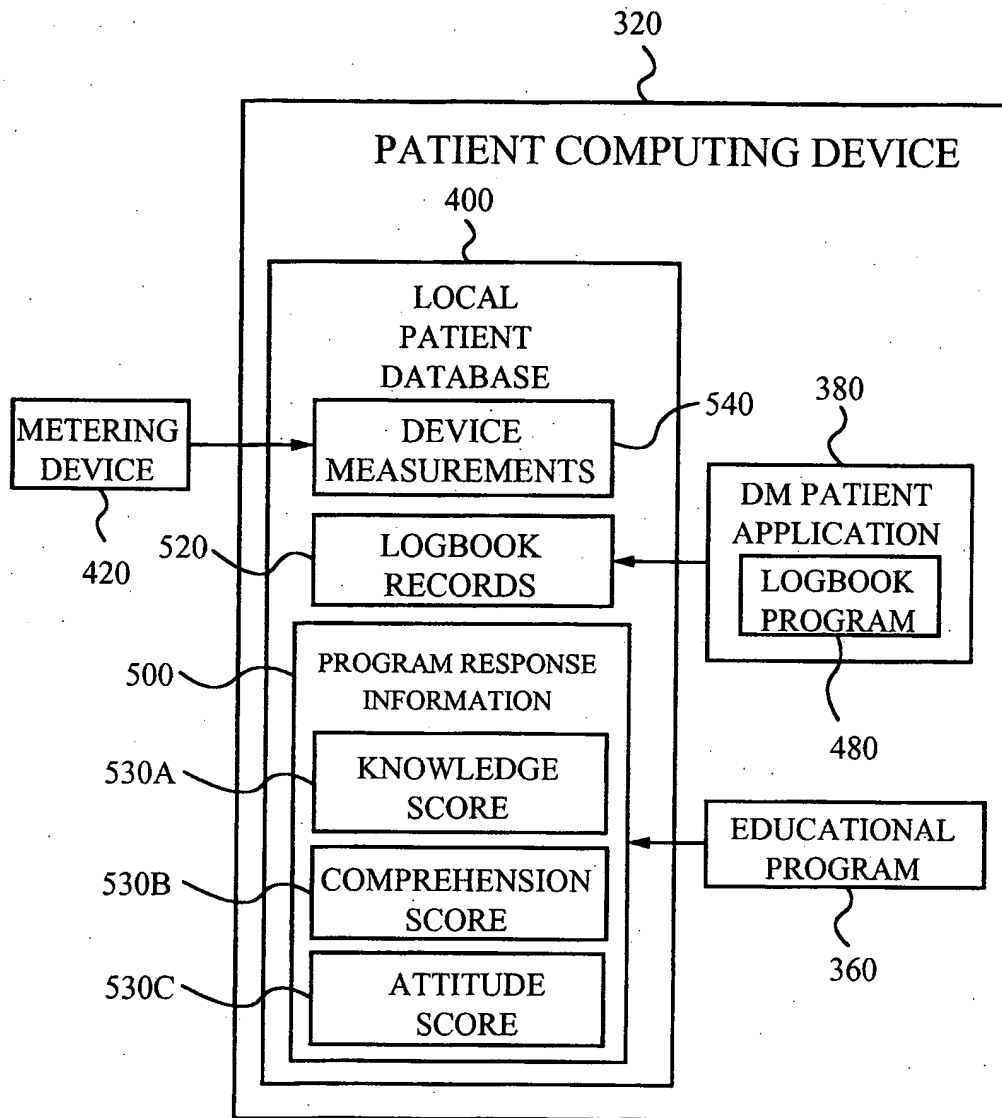 320
PATIENT COMPUTING DEVICE
400
LOCAL
PATIENT
DATABASE
METERING
DEVICE
420
DEVICE
MEASUREMENTS
540
520
LOGBOOK
RECORDS
380
DM PATIENT
APPLICATION
LOGBOOK
PROGRAM
480
500
PROGRAM RESPONSE
INFORMATION
530A
KNOWLEDGE
SCORE
530B
COMPREHENSION
SCORE
530C
ATTITUDE
SCORE
EDUCATIONAL
PROGRAM
360